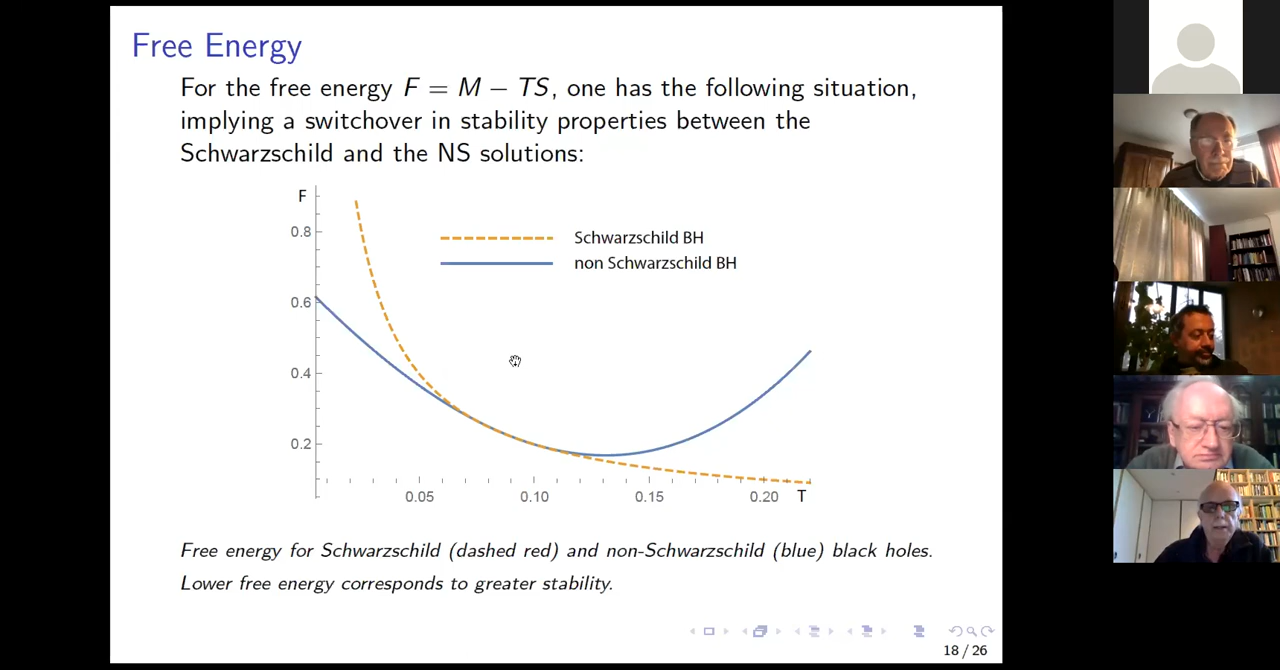 Free Energy
For the free energy F = M − TS, one has the following situation,
implying a switchover in stability properties between the
Schwarzschild and the NS solutions:
F
0.8
0.6
0.4
0.2
Schwarzschild BH
non Schwarzschild BH
0.05 0.10 0.15 0.20 T
Free energy for Schwarzschild (dashed red) and non-Schwarzschild (blue) black holes.
Lower free energy corresponds to greater stability.
18 / 26